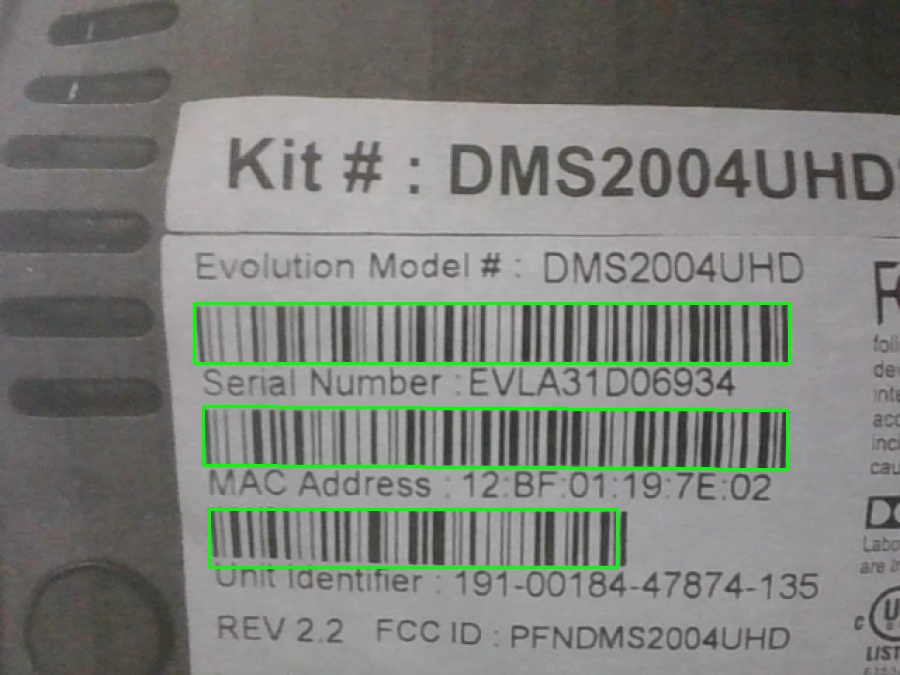 Kit # : DMS2004UHD
Evolution Model # : DMS2004UHD
Serial Number : EVLA31D06934
MAC Address : 12:BF:01:19:7E:02
Unit Identifier : 191-00184-47874-135
REV 2.2 FCC ID : PFNDMS2004UHD